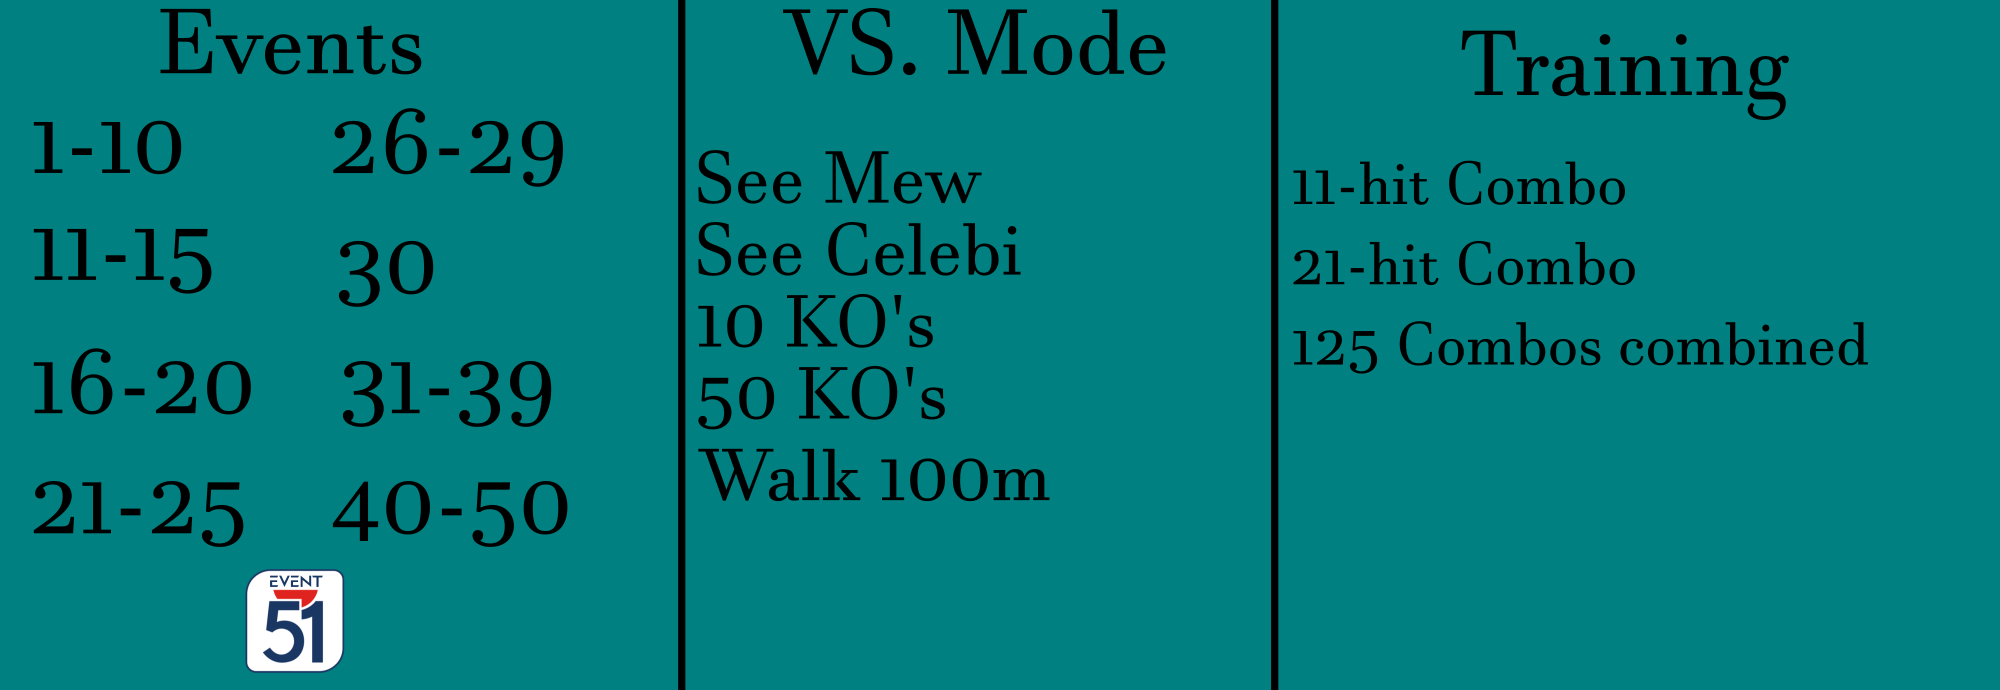 Events
1-10
11-15
16-20
21-25
26-29
30
31-39
40-50
EVENT
51
VS. Mode
See Mew
See Celebi
10 KO's
50 KO's
Walk 100m
Training
11-hit Combo
21-hit Combo
125 Combos combined